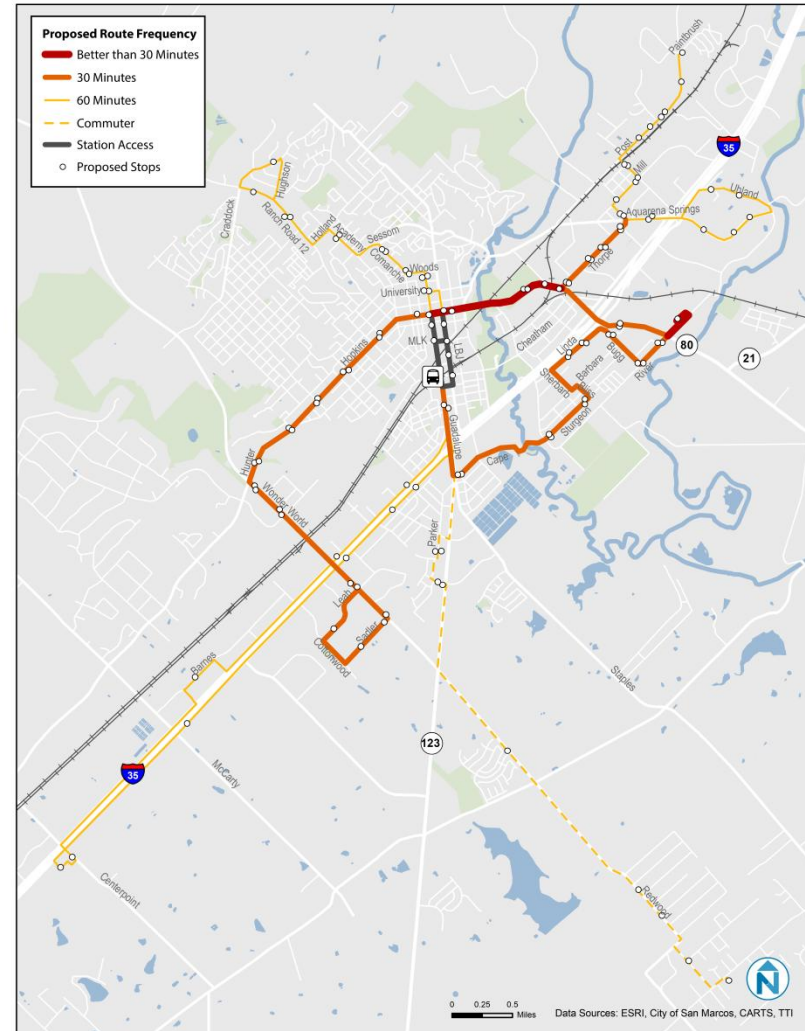 Proposed Route Frequency
Better than 30 Minutes
30 Minutes
60 Minutes
Commuter
Station Access
Proposed Stops
Paintbrush
35
Post
Mill
Uhland
Aquarena Springs
Hughson
Craddock
Ranch Road 12
Holland
Academy
Sessom
Comanche
Woods
University
Thorpe
Hopkins
MLK
LBJ
Cheatham
Linda
Bugg
80
21
Barbara
River
Sherbarb
Biles
Sturgeon
Guadalupe
Cape
Hunter
Wonder World
Parker
Leah
Sadler
Cottonwood
Staples
Barnes
123
35
McCarty
Centerpoint
Redwood
N
0 0.25 0.5
Miles
Data Sources: ESRI, City of San Marcos, CARTS, TTI